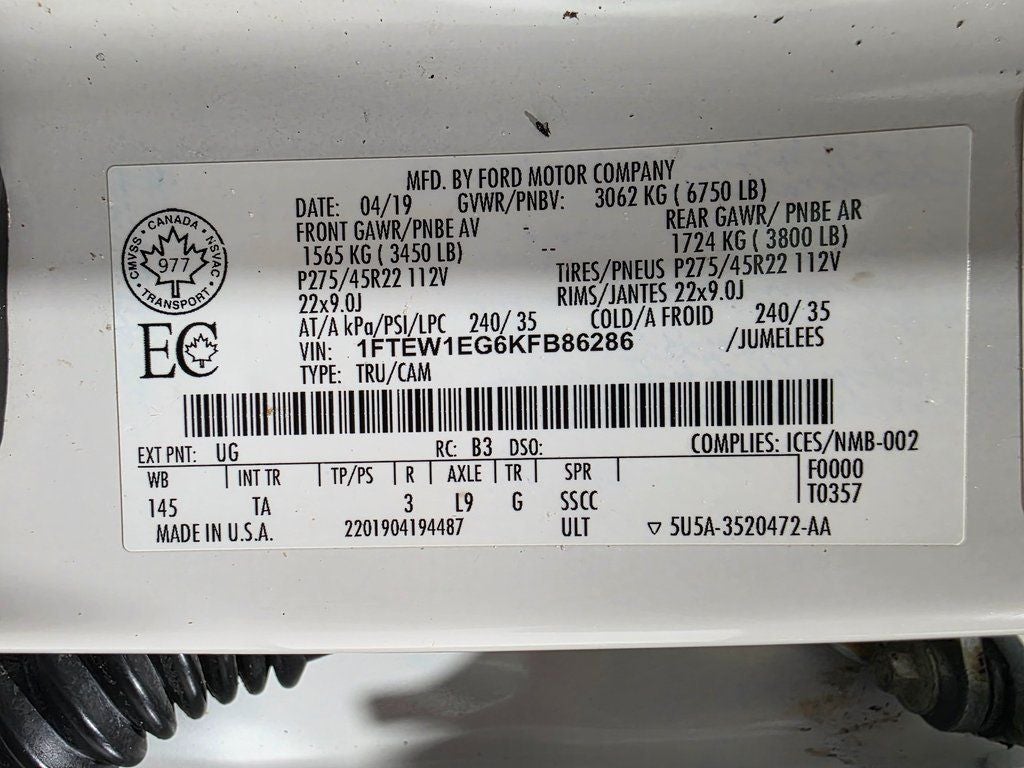 MFD. BY FORD MOTOR COMPANY
DATE: 04/19 GVWR/PNBV: 3062 KG ( 6750 LB)
FRONT GAWR/PNBE AV REAR GAWR/ PNBE AR
1565 KG ( 3450 LB) -- 1724 KG ( 3800 LB)
P275/45R22 112V TIRES/PNEUS P275/45R22 112V
22x9.0J RIMS/JANTES 22x9.0J
AT/A kPa/PSI/LPC 240/ 35 COLD/A FROID 240/ 35
VIN: 1FTEW1EG6KFB86286 /JUMELEES
TYPE: TRU/CAM
CMVSS • CANADA • NSVAC • TRANSPORT •
977
EC
EXT PNT: UG RC: B3 DSO: COMPLIES: ICES/NMB-002
WB INT TR TP/PS R AXLE TR SPR F0000
145 TA 3 L9 G SSCC T0357
MADE IN U.S.A. 2201904194487 ULT ▽ 5U5A-3520472-AA